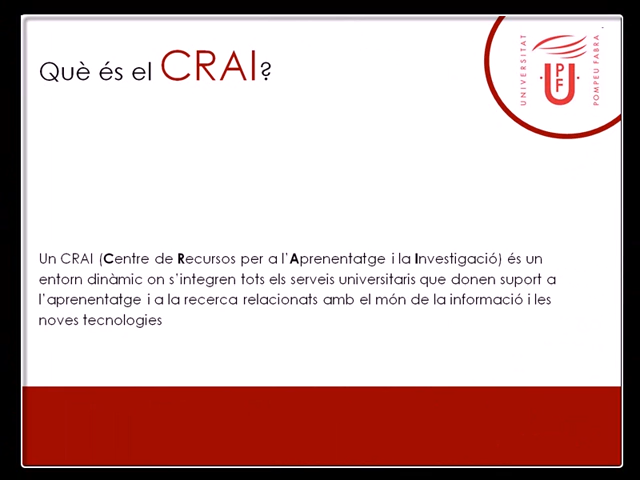 Què és el CRAI?
UNIVERSITAT
UPF
POMPEU FABRA
Un CRAI (Centre de Recursos per a l'Aprenentatge i la Investigació) és un
entorn dinàmic on s'integren tots els serveis universitaris que donen suport a
l'aprenentatge i a la recerca relacionats amb el món de la informació i les
noves tecnologies